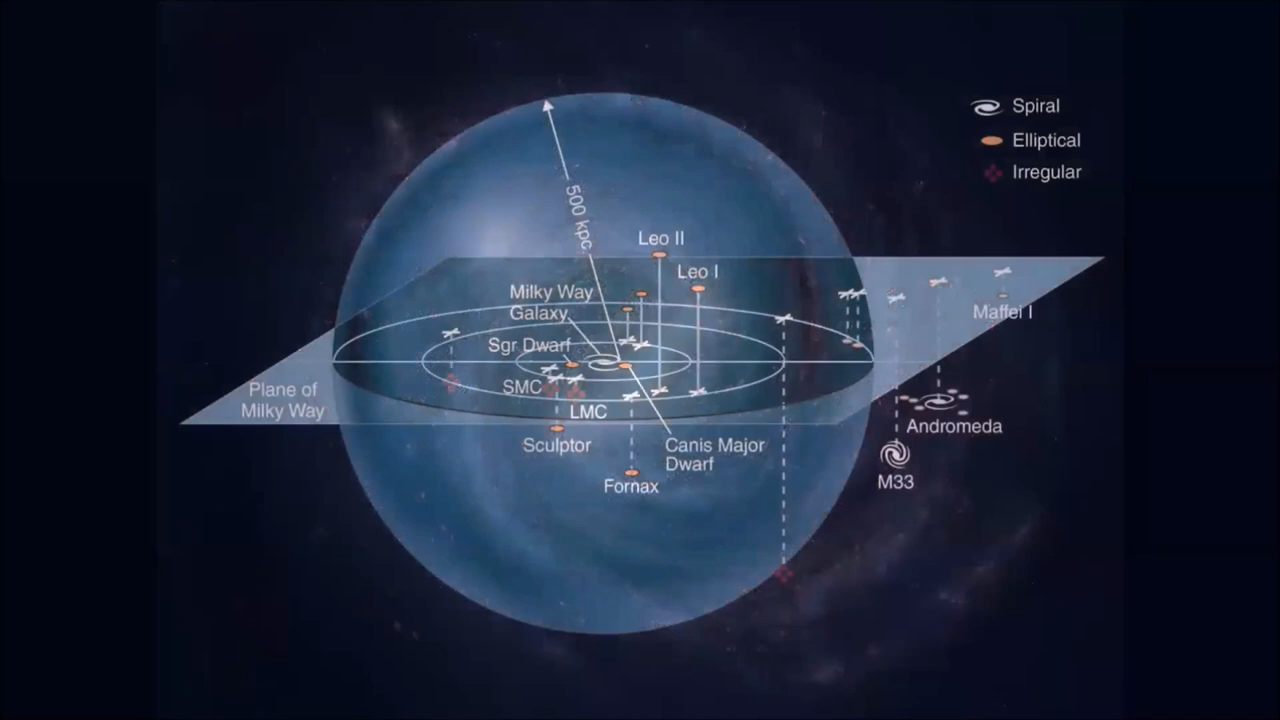 Spiral
Elliptical
Irregular
500 kpc
Leo II
Leo I
Milky Way
Galaxy
Maffei I
Sgr Dwarf
SMC
Plane of
Milky Way
LMC
Andromeda
Sculptor
Canis Major
Dwarf
M33
Fornax